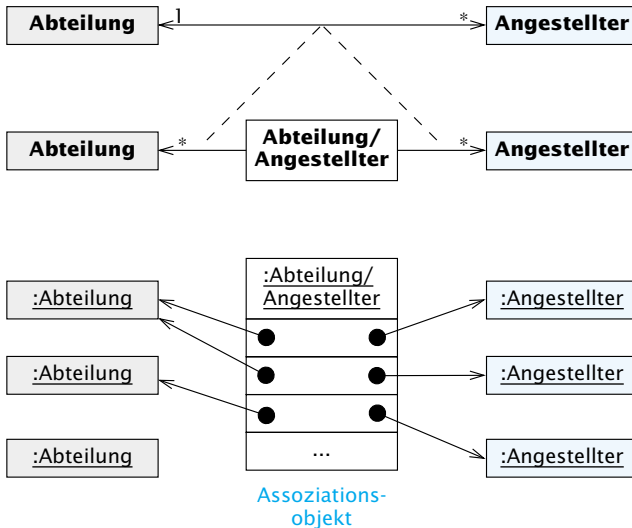 Abteilung 1 * Angestellter
Abteilung * Abteilung/ * Angestellter
Angestellter
:Abteilung/
Angestellter
:Abteilung :Angestellter
:Abteilung :Angestellter
:Abteilung ... :Angestellter
Assoziations-
objekt